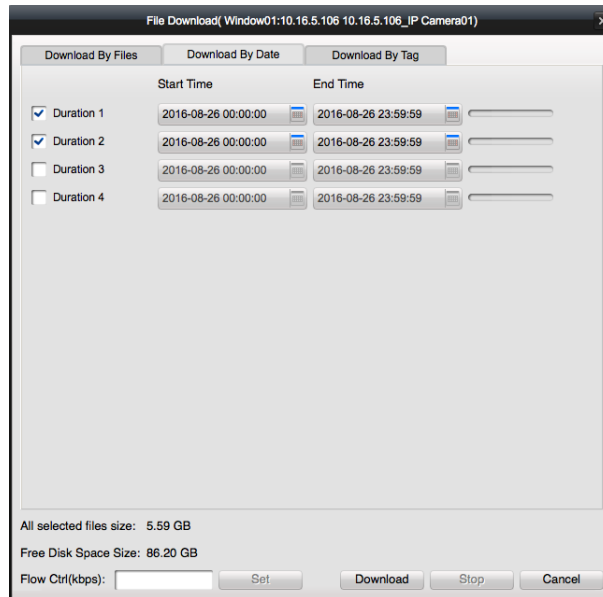 File Download( Window01:10.16.5.106 10.16.5.106_IP Camera01)
Download By Files Download By Date Download By Tag
Start Time End Time
Duration 1 2016-08-26 00:00:00 2016-08-26 23:59:59
Duration 2 2016-08-26 00:00:00 2016-08-26 23:59:59
Duration 3 2016-08-26 00:00:00 2016-08-26 23:59:59
Duration 4 2016-08-26 00:00:00 2016-08-26 23:59:59
All selected files size: 5.59 GB
Free Disk Space Size: 86.20 GB
Flow Ctrl(kbps): Set Download Stop Cancel